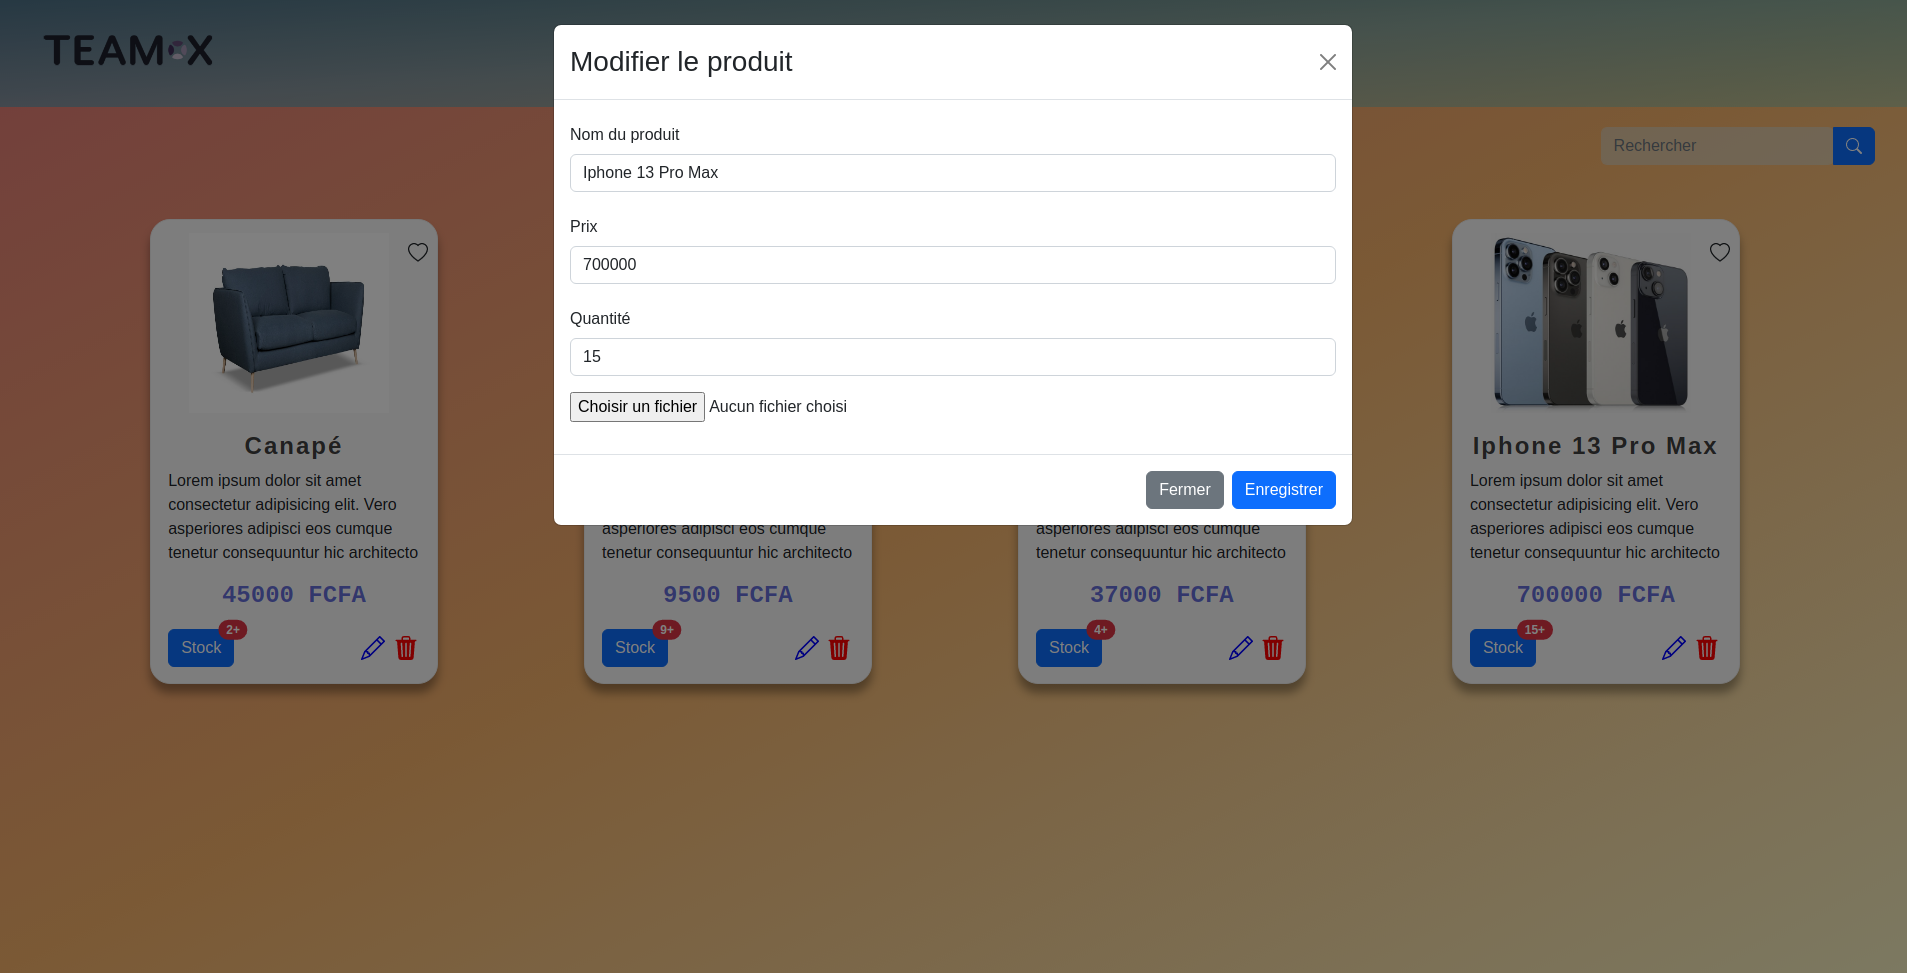 TEAMOX
Modifier le produit
Nom du produit
Iphone 13 Pro Max
Rechercher
Prix
700000
Quantité
15
Choisir un fichier Aucun fichier choisi
Fermer Enregistrer
Canapé
Lorem ipsum dolor sit amet
consectetur adipisicing elit. Vero
asperiores adipisci eos cumque
tenetur consequuntur hic architecto
45000 FCFA
Stock 2+
asperiores adipisci eos cumque
tenetur consequuntur hic architecto
9500 FCFA
Stock 9+
asperiores adipisci eos cumque
tenetur consequuntur hic architecto
37000 FCFA
Stock 4+
Iphone 13 Pro Max
Lorem ipsum dolor sit amet
consectetur adipisicing elit. Vero
asperiores adipisci eos cumque
tenetur consequuntur hic architecto
700000 FCFA
Stock 15+